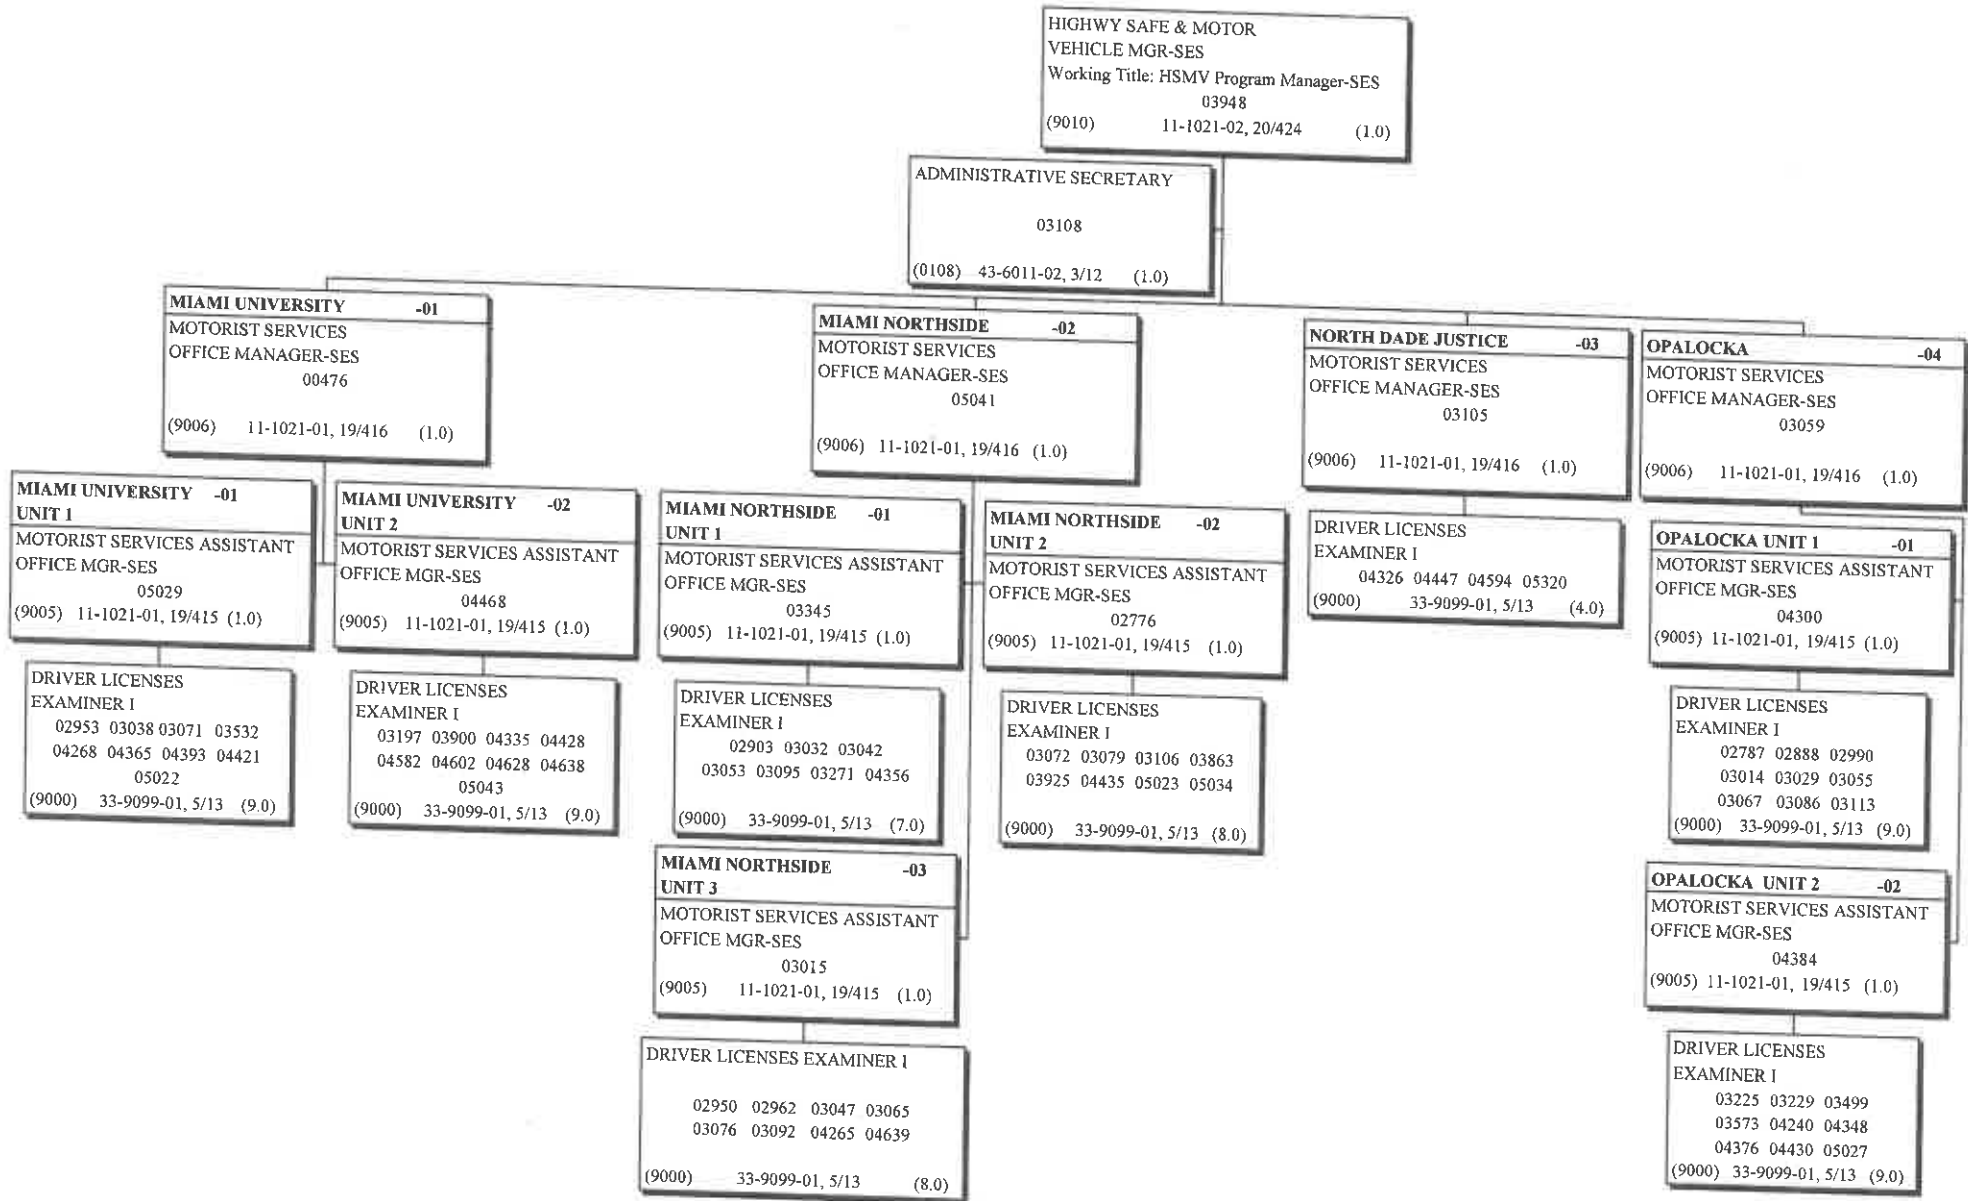 HIGHWY SAFE & MOTOR
VEHICLE MGR-SES
Working Title: HSMV Program Manager-SES
03948
(9010) 11-1021-02, 20/424 (1.0)
ADMINISTRATIVE SECRETARY
03108
(0108) 43-6011-02, 3/12 (1.0)
MIAMI UNIVERSITY -01
MOTORIST SERVICES
OFFICE MANAGER-SES
00476
(9006) 11-1021-01, 19/416 (1.0)
MIAMI NORTHSIDE -02
MOTORIST SERVICES
OFFICE MANAGER-SES
05041
(9006) 11-1021-01, 19/416 (1.0)
NORTH DADE JUSTICE -03
MOTORIST SERVICES
OFFICE MANAGER-SES
03105
(9006) 11-1021-01, 19/416 (1.0)
OPALOCKA -04
MOTORIST SERVICES
OFFICE MANAGER-SES
03059
(9006) 11-1021-01, 19/416 (1.0)
MIAMI UNIVERSITY -01
UNIT 1
MOTORIST SERVICES ASSISTANT
OFFICE MGR-SES
05029
(9005) 11-1021-01, 19/415 (1.0)
MIAMI UNIVERSITY -02
UNIT 2
MOTORIST SERVICES ASSISTANT
OFFICE MGR-SES
04468
(9005) 11-1021-01, 19/415 (1.0)
MIAMI NORTHSIDE -01
UNIT 1
MOTORIST SERVICES ASSISTANT
OFFICE MGR-SES
03345
(9005) 11-1021-01, 19/415 (1.0)
MIAMI NORTHSIDE -02
UNIT 2
MOTORIST SERVICES ASSISTANT
OFFICE MGR-SES
02776
(9005) 11-1021-01, 19/415 (1.0)
DRIVER LICENSES
EXAMINER I
04326 04447 04594 05320
(9000) 33-9099-01, 5/13 (4.0)
OPALOCKA UNIT 1 -01
MOTORIST SERVICES ASSISTANT
OFFICE MGR-SES
04300
(9005) 11-1021-01, 19/415 (1.0)
DRIVER LICENSES
EXAMINER I
02953 03038 03071 03532
04268 04365 04393 04421
05022
(9000) 33-9099-01, 5/13 (9.0)
DRIVER LICENSES
EXAMINER I
03197 03900 04335 04428
04582 04602 04628 04638
05043
(9000) 33-9099-01, 5/13 (9.0)
DRIVER LICENSES
EXAMINER I
02903 03032 03042
03053 03095 03271 04356
(9000) 33-9099-01, 5/13 (7.0)
DRIVER LICENSES
EXAMINER I
03072 03079 03106 03863
03925 04435 05023 05034
(9000) 33-9099-01, 5/13 (8.0)
DRIVER LICENSES
EXAMINER I
02787 02888 02990
03014 03029 03055
03067 03086 03113
(9000) 33-9099-01, 5/13 (9.0)
MIAMI NORTHSIDE -03
UNIT 3
MOTORIST SERVICES ASSISTANT
OFFICE MGR-SES
03015
(9005) 11-1021-01, 19/415 (1.0)
OPALOCKA UNIT 2 -02
MOTORIST SERVICES ASSISTANT
OFFICE MGR-SES
04384
(9005) 11-1021-01, 19/415 (1.0)
DRIVER LICENSES EXAMINER I
02950 02962 03047 03065
03076 03092 04265 04639
(9000) 33-9099-01, 5/13 (8.0)
DRIVER LICENSES
EXAMINER I
03225 03229 03499
03573 04240 04348
04376 04430 05027
(9000) 33-9099-01, 5/13 (9.0)